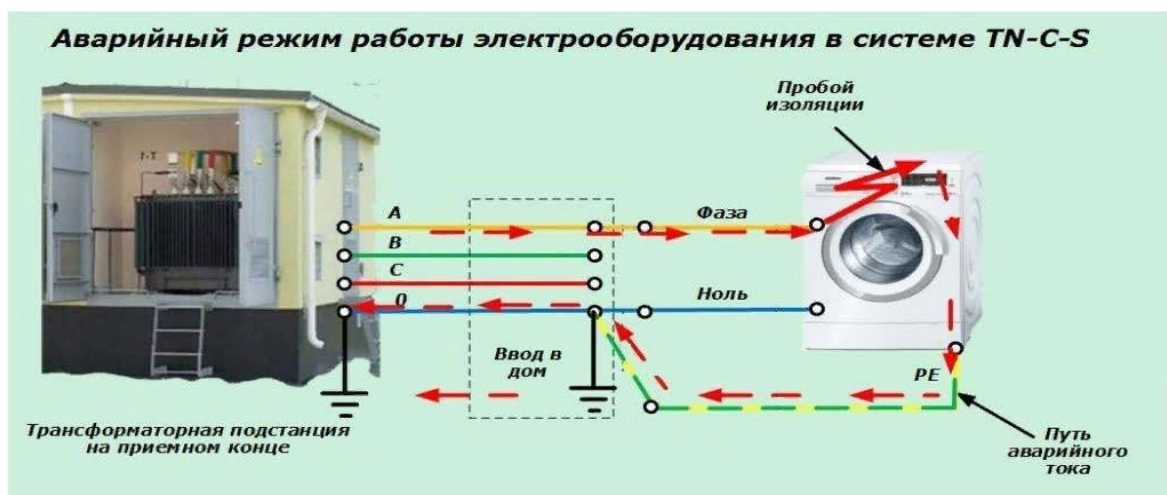 Аварийный режим работы электрооборудования в системе TN-C-S
Пробой
изоляции
A
Фаза
B
C
0
Ноль
Ввод в
дом
PE
Трансформаторная подстанция
на приемном конце
Путь
аварийного
тока